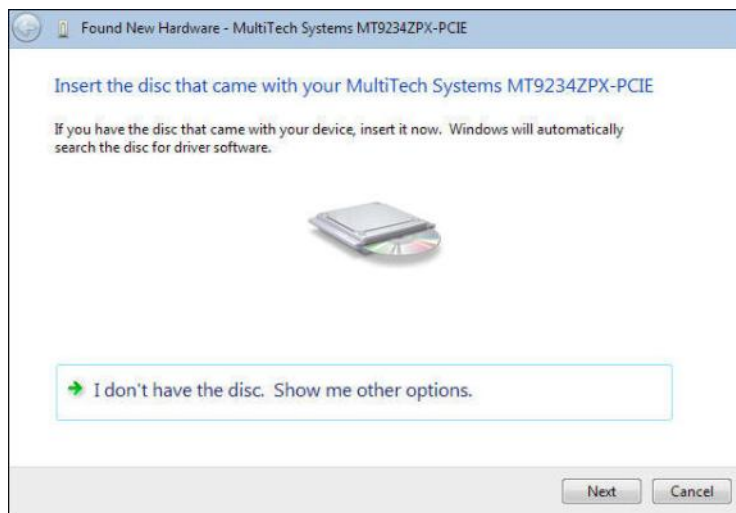 Found New Hardware - MultiTech Systems MT9234ZPX-PCIE
Insert the disc that came with your MultiTech Systems MT9234ZPX-PCIE
If you have the disc that came with your device, insert it now. Windows will automatically
search the disc for driver software.
I don't have the disc. Show me other options.
Next Cancel